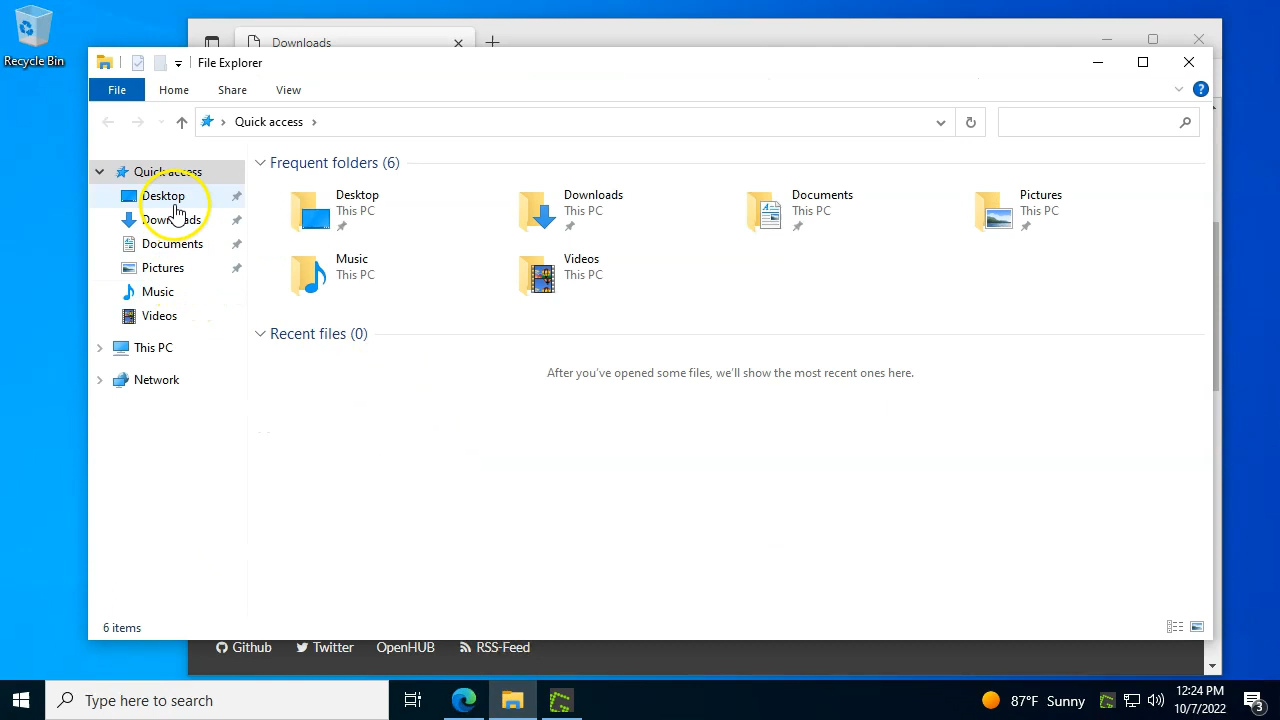 Recycle Bin
Downloads
File Explorer
File
Home
Share
View
Quick access
Quick access
Desktop
Downloads
Documents
Pictures
Music
Videos
This PC
Network
Frequent folders (6)
Desktop
This PC
Downloads
This PC
Documents
This PC
Pictures
This PC
Music
This PC
Videos
This PC
Recent files (0)
After you've opened some files, we'll show the most recent ones here.
6 items
Github
Twitter
OpenHUB
RSS-Feed
Type here to search
87°F Sunny
12:24 PM
10/7/2022
3